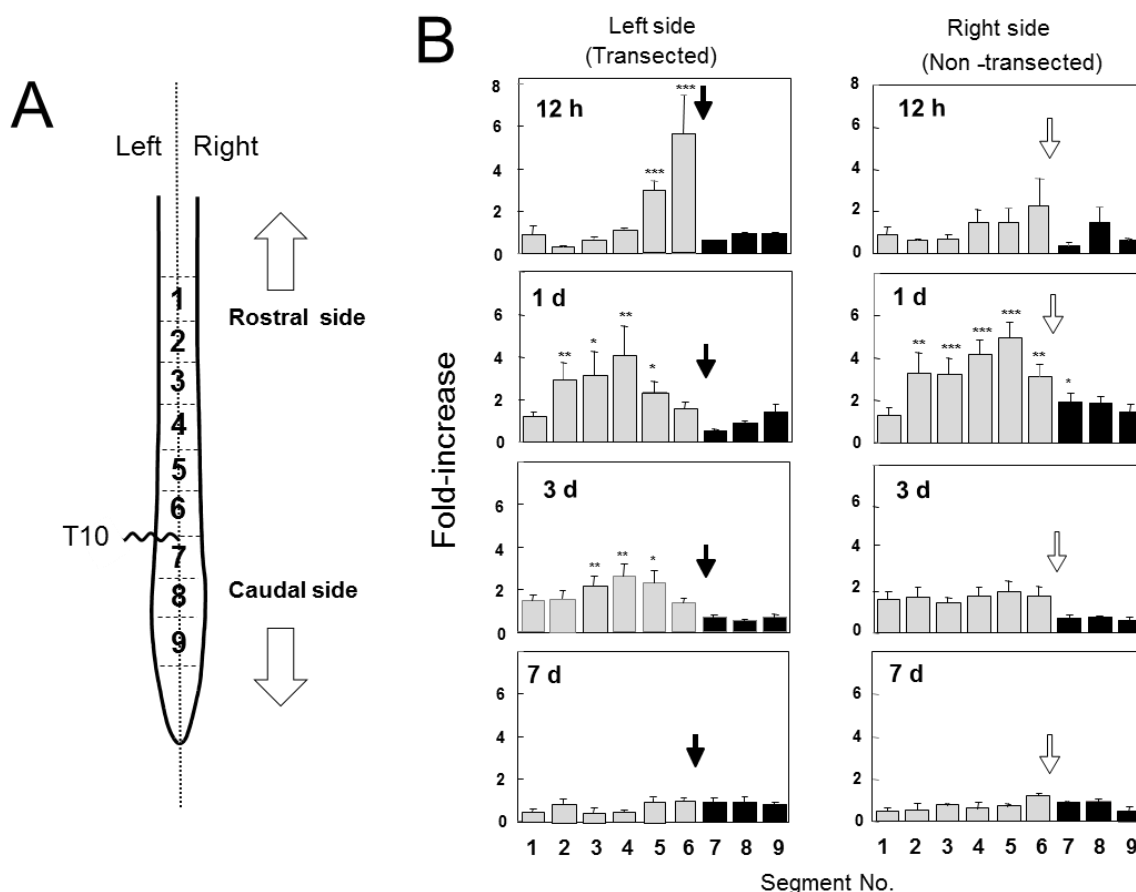 A
Left Right
1
Rostral side
2
3
4
5
6
T10
7
Caudal side
8
9
B
Left side
(Transected)
Right side
(Non -transected)
Fold-increase
12 h
8
6
4
2
0
***
***
12 h
8
6
4
2
0
1 d
6
4
2
0
**
*
**
*
1 d
6
4
2
0
**
***
***
***
**
*
3 d
6
4
2
0
**
**
*
3 d
6
4
2
0
7 d
6
4
2
0
7 d
6
4
2
0
1 2 3 4 5 6 7 8 9
1 2 3 4 5 6 7 8 9
Segment No.